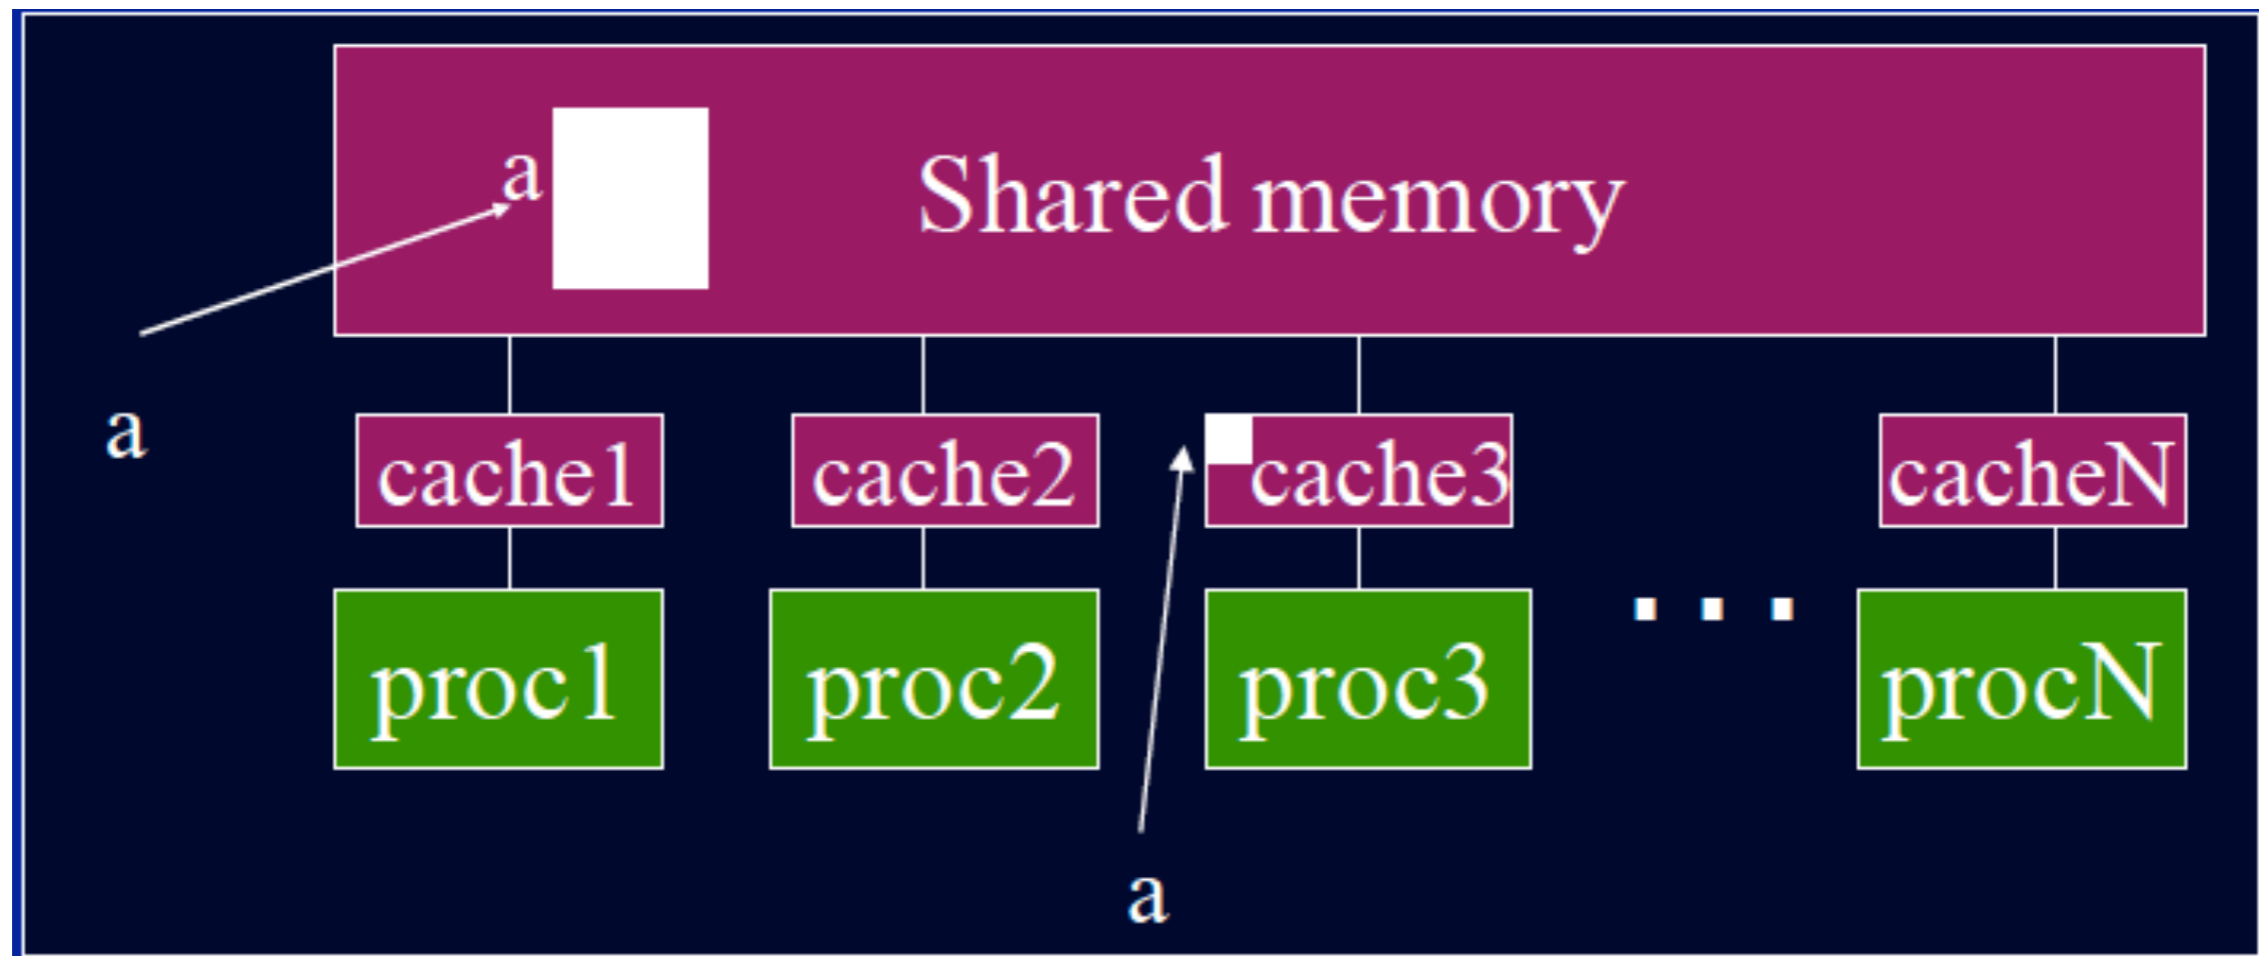 a
Shared memory
a
cache1
cache2
cache3
cacheN
. . .
proc1
proc2
proc3
procN
a